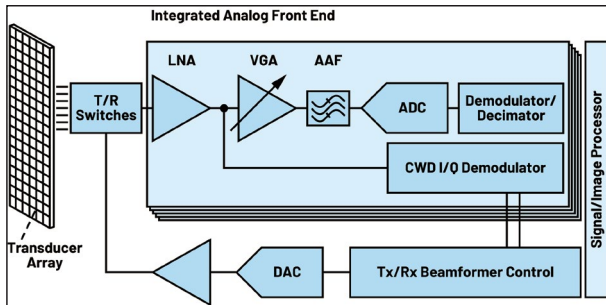 Integrated Analog Front End
LNA
VGA
AAF
T/R
Switches
ADC
Demodulator/
Decimator
CWD I/Q Demodulator
Signal/Image Processor
Transducer
Array
DAC
Tx/Rx Beamformer Control